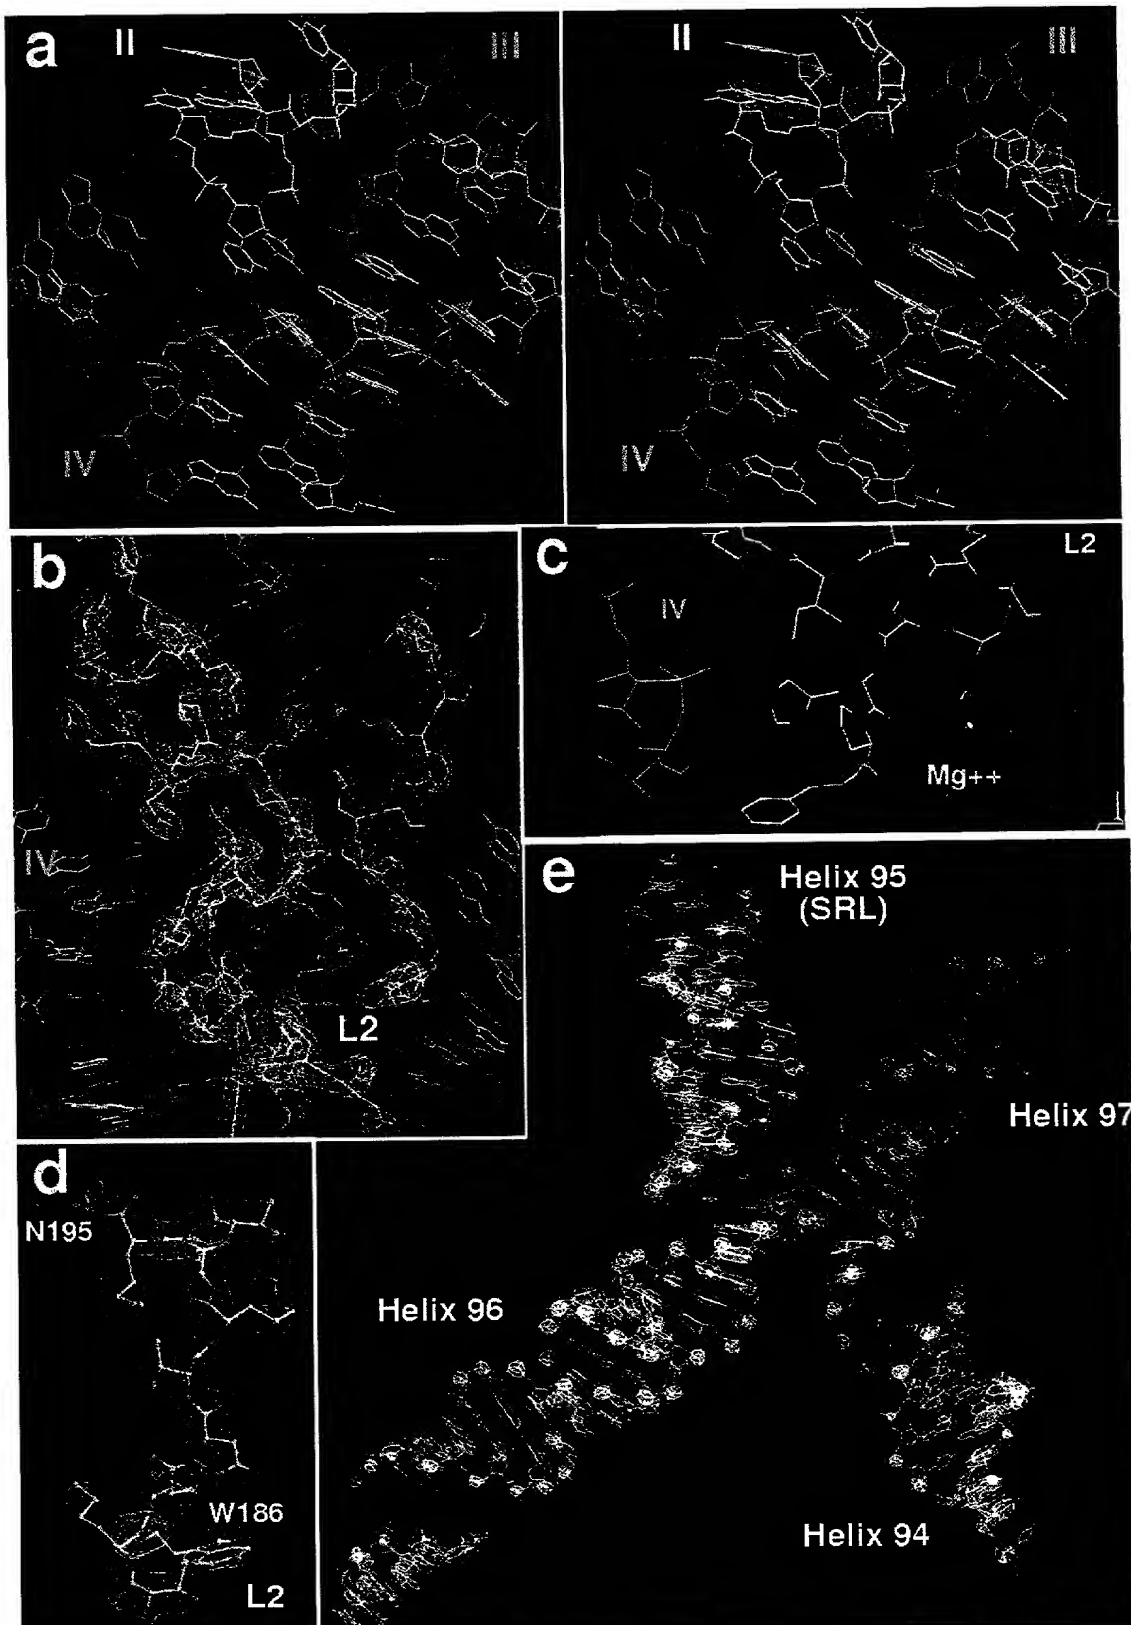 a
II
III
II
III
IV
IV
b
IV
L2
c
L2
IV
Mg++
d
N195
W186
L2
e
Helix 95
(SRL)
Helix 97
Helix 96
Helix 94